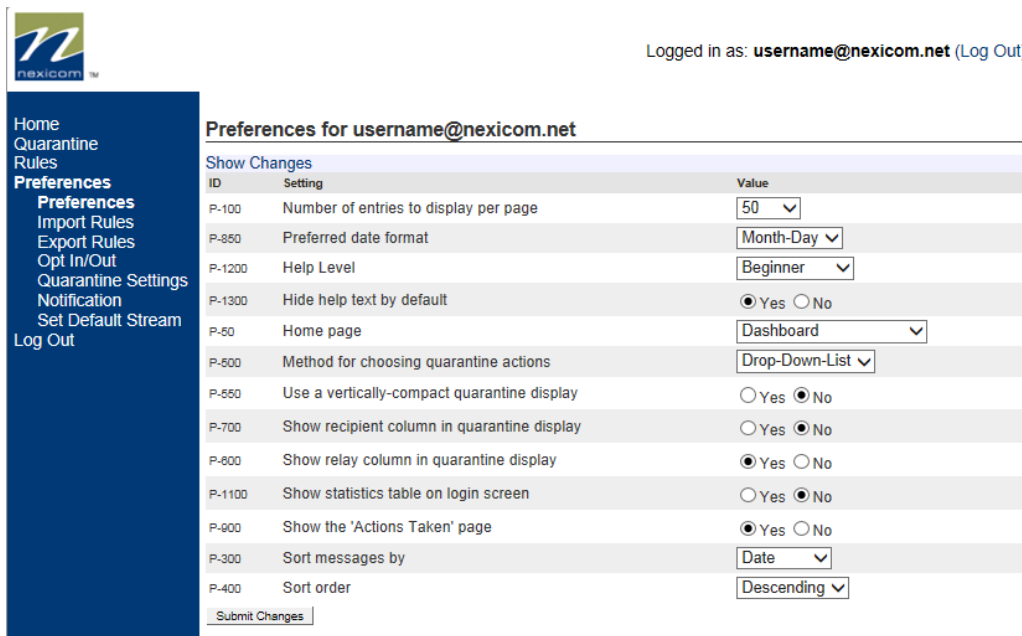 nexicom TM
Logged in as: username@nexicom.net (Log Out
Home
Quarantine
Rules
Preferences
Preferences
Import Rules
Export Rules
Opt In/Out
Quarantine Settings
Notification
Set Default Stream
Log Out
Preferences for username@nexicom.net
Show Changes
ID Setting Value
P-100 Number of entries to display per page 50
P-850 Preferred date format Month-Day
P-1200 Help Level Beginner
P-1300 Hide help text by default Yes No
P-50 Home page Dashboard
P-500 Method for choosing quarantine actions Drop-Down-List
P-550 Use a vertically-compact quarantine display Yes No
P-700 Show recipient column in quarantine display Yes No
P-600 Show relay column in quarantine display Yes No
P-1100 Show statistics table on login screen Yes No
P-900 Show the 'Actions Taken' page Yes No
P-300 Sort messages by Date
P-400 Sort order Descending
Submit Changes